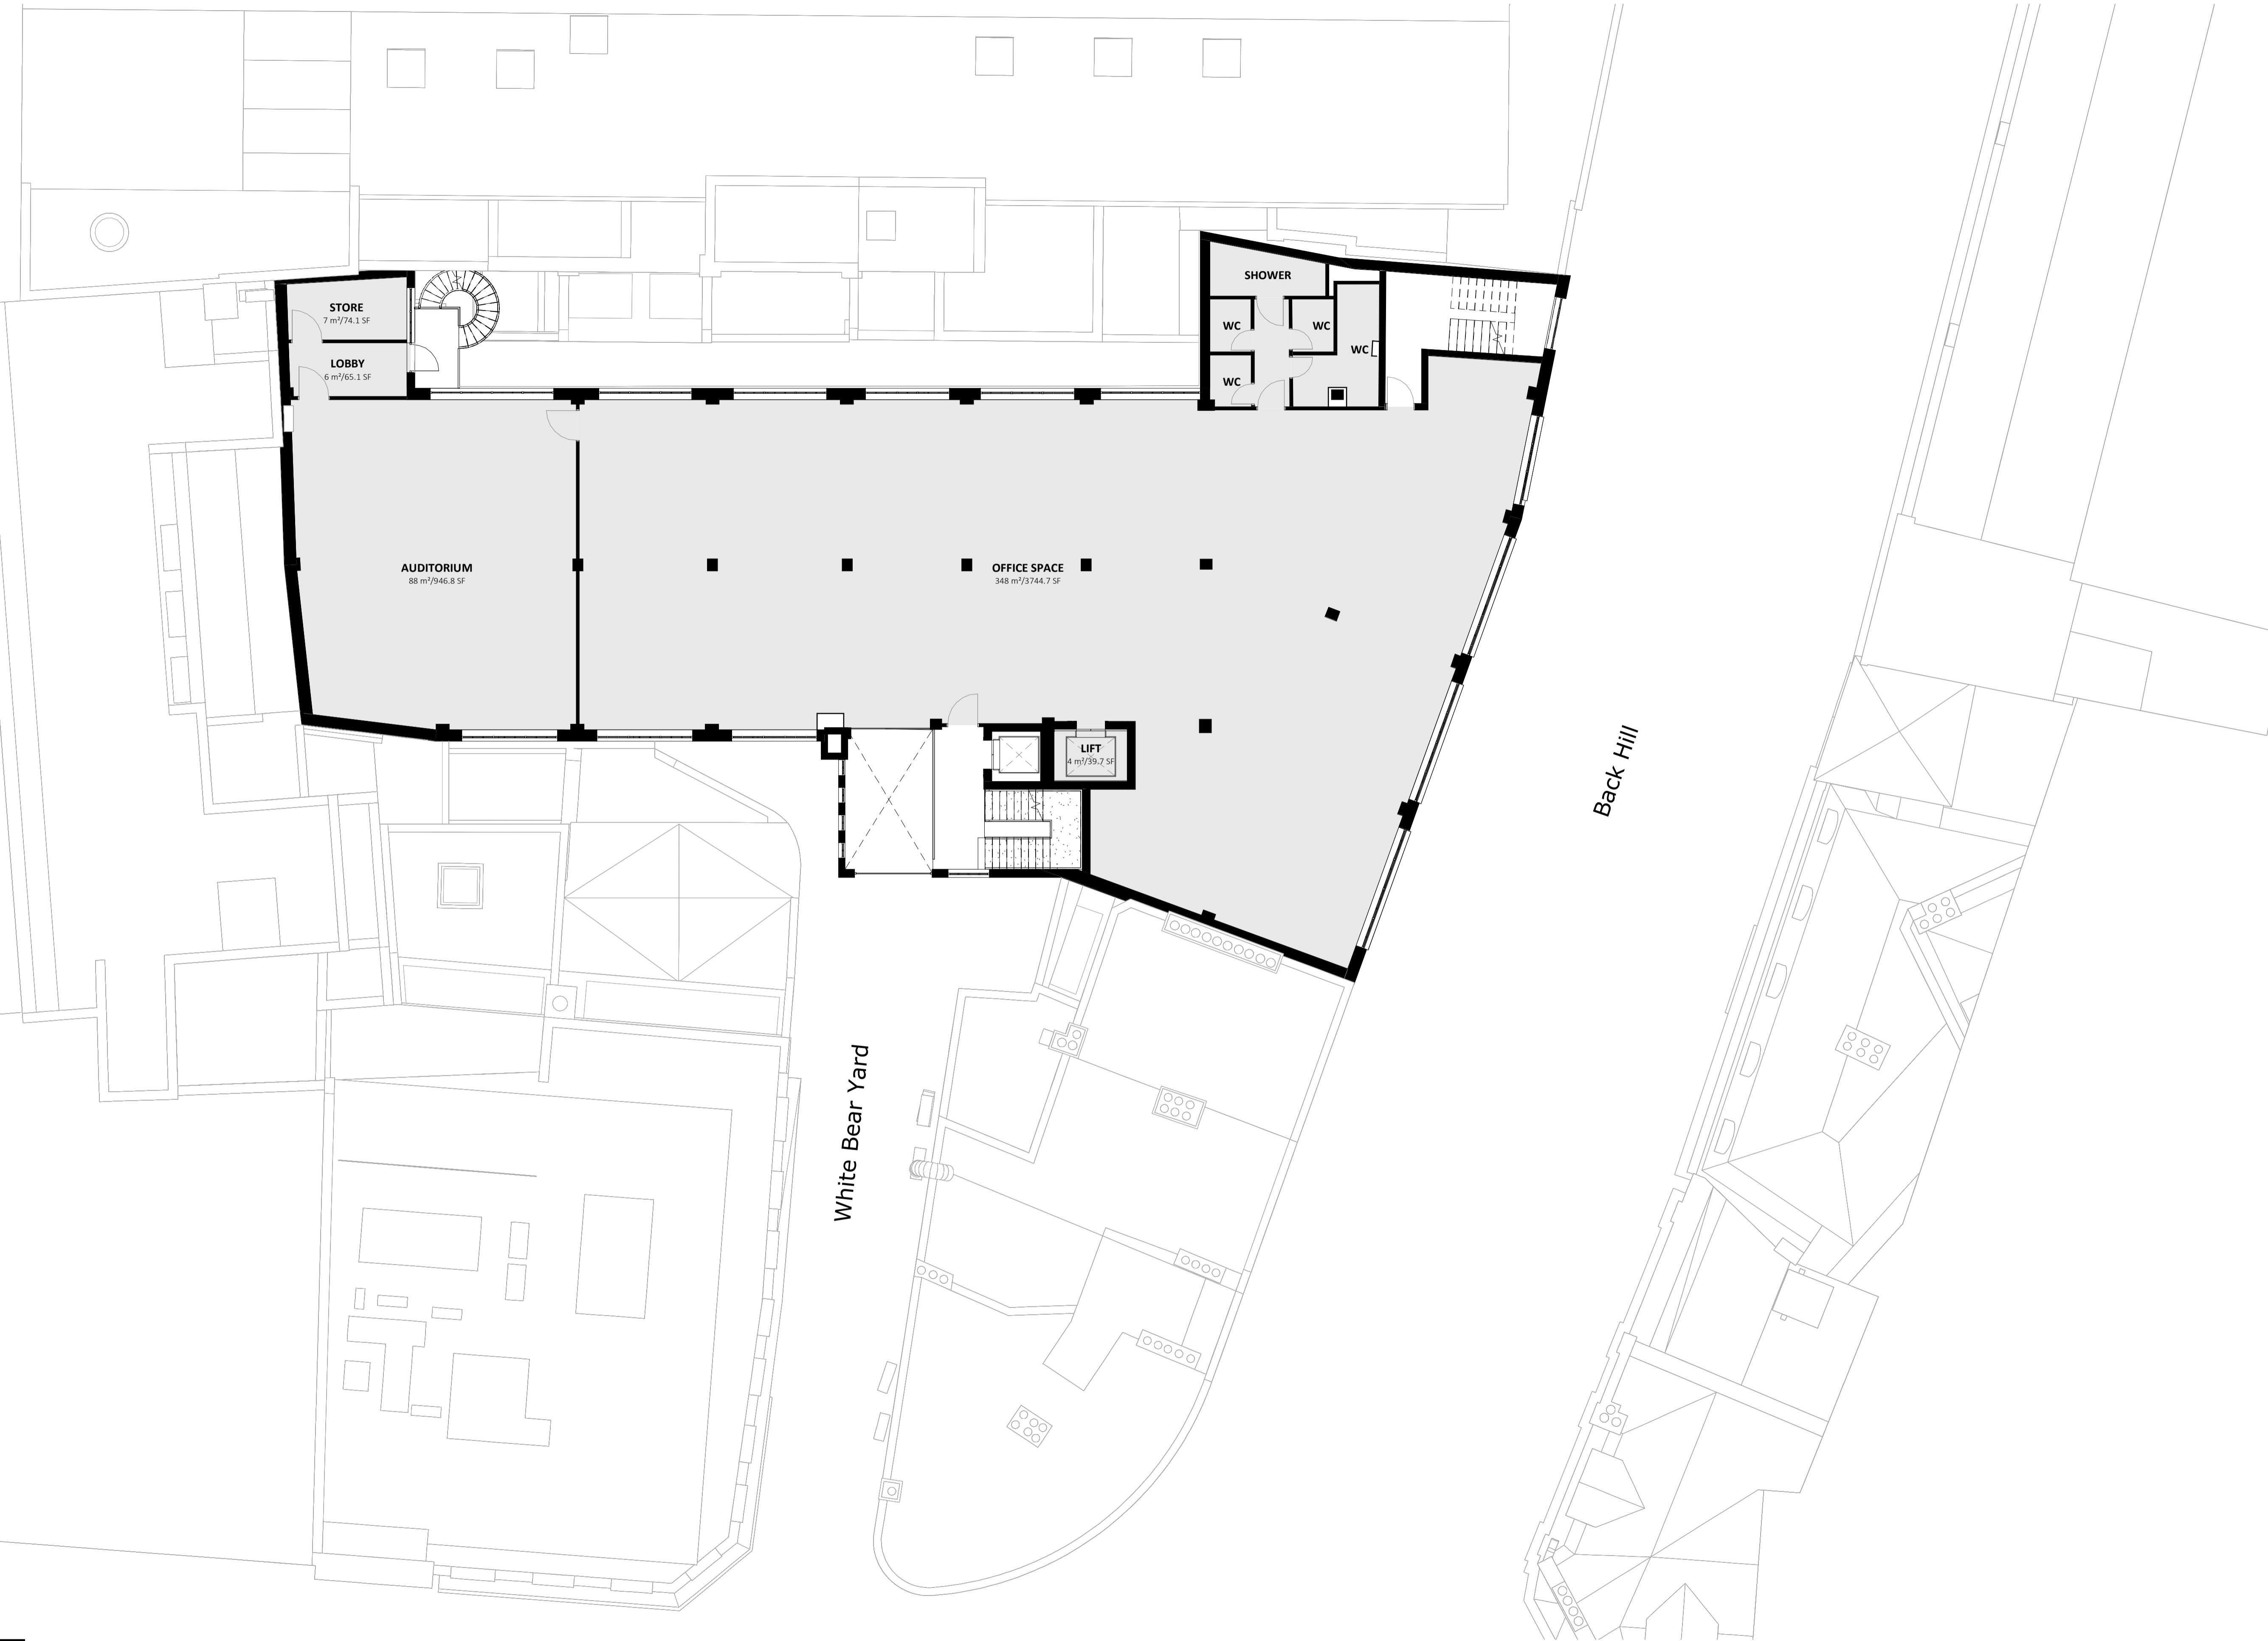 SHOWER
STORE
7 m²/74.1 SF
WC
WC
WC
LOBBY
6 m²/65.1 SF
WC
AUDITORIUM
88 m²/946.8 SF
OFFICE SPACE
348 m²/3744.7 SF
LIFT
4 m²/39.7 SF
Back Hill
White Bear Yard